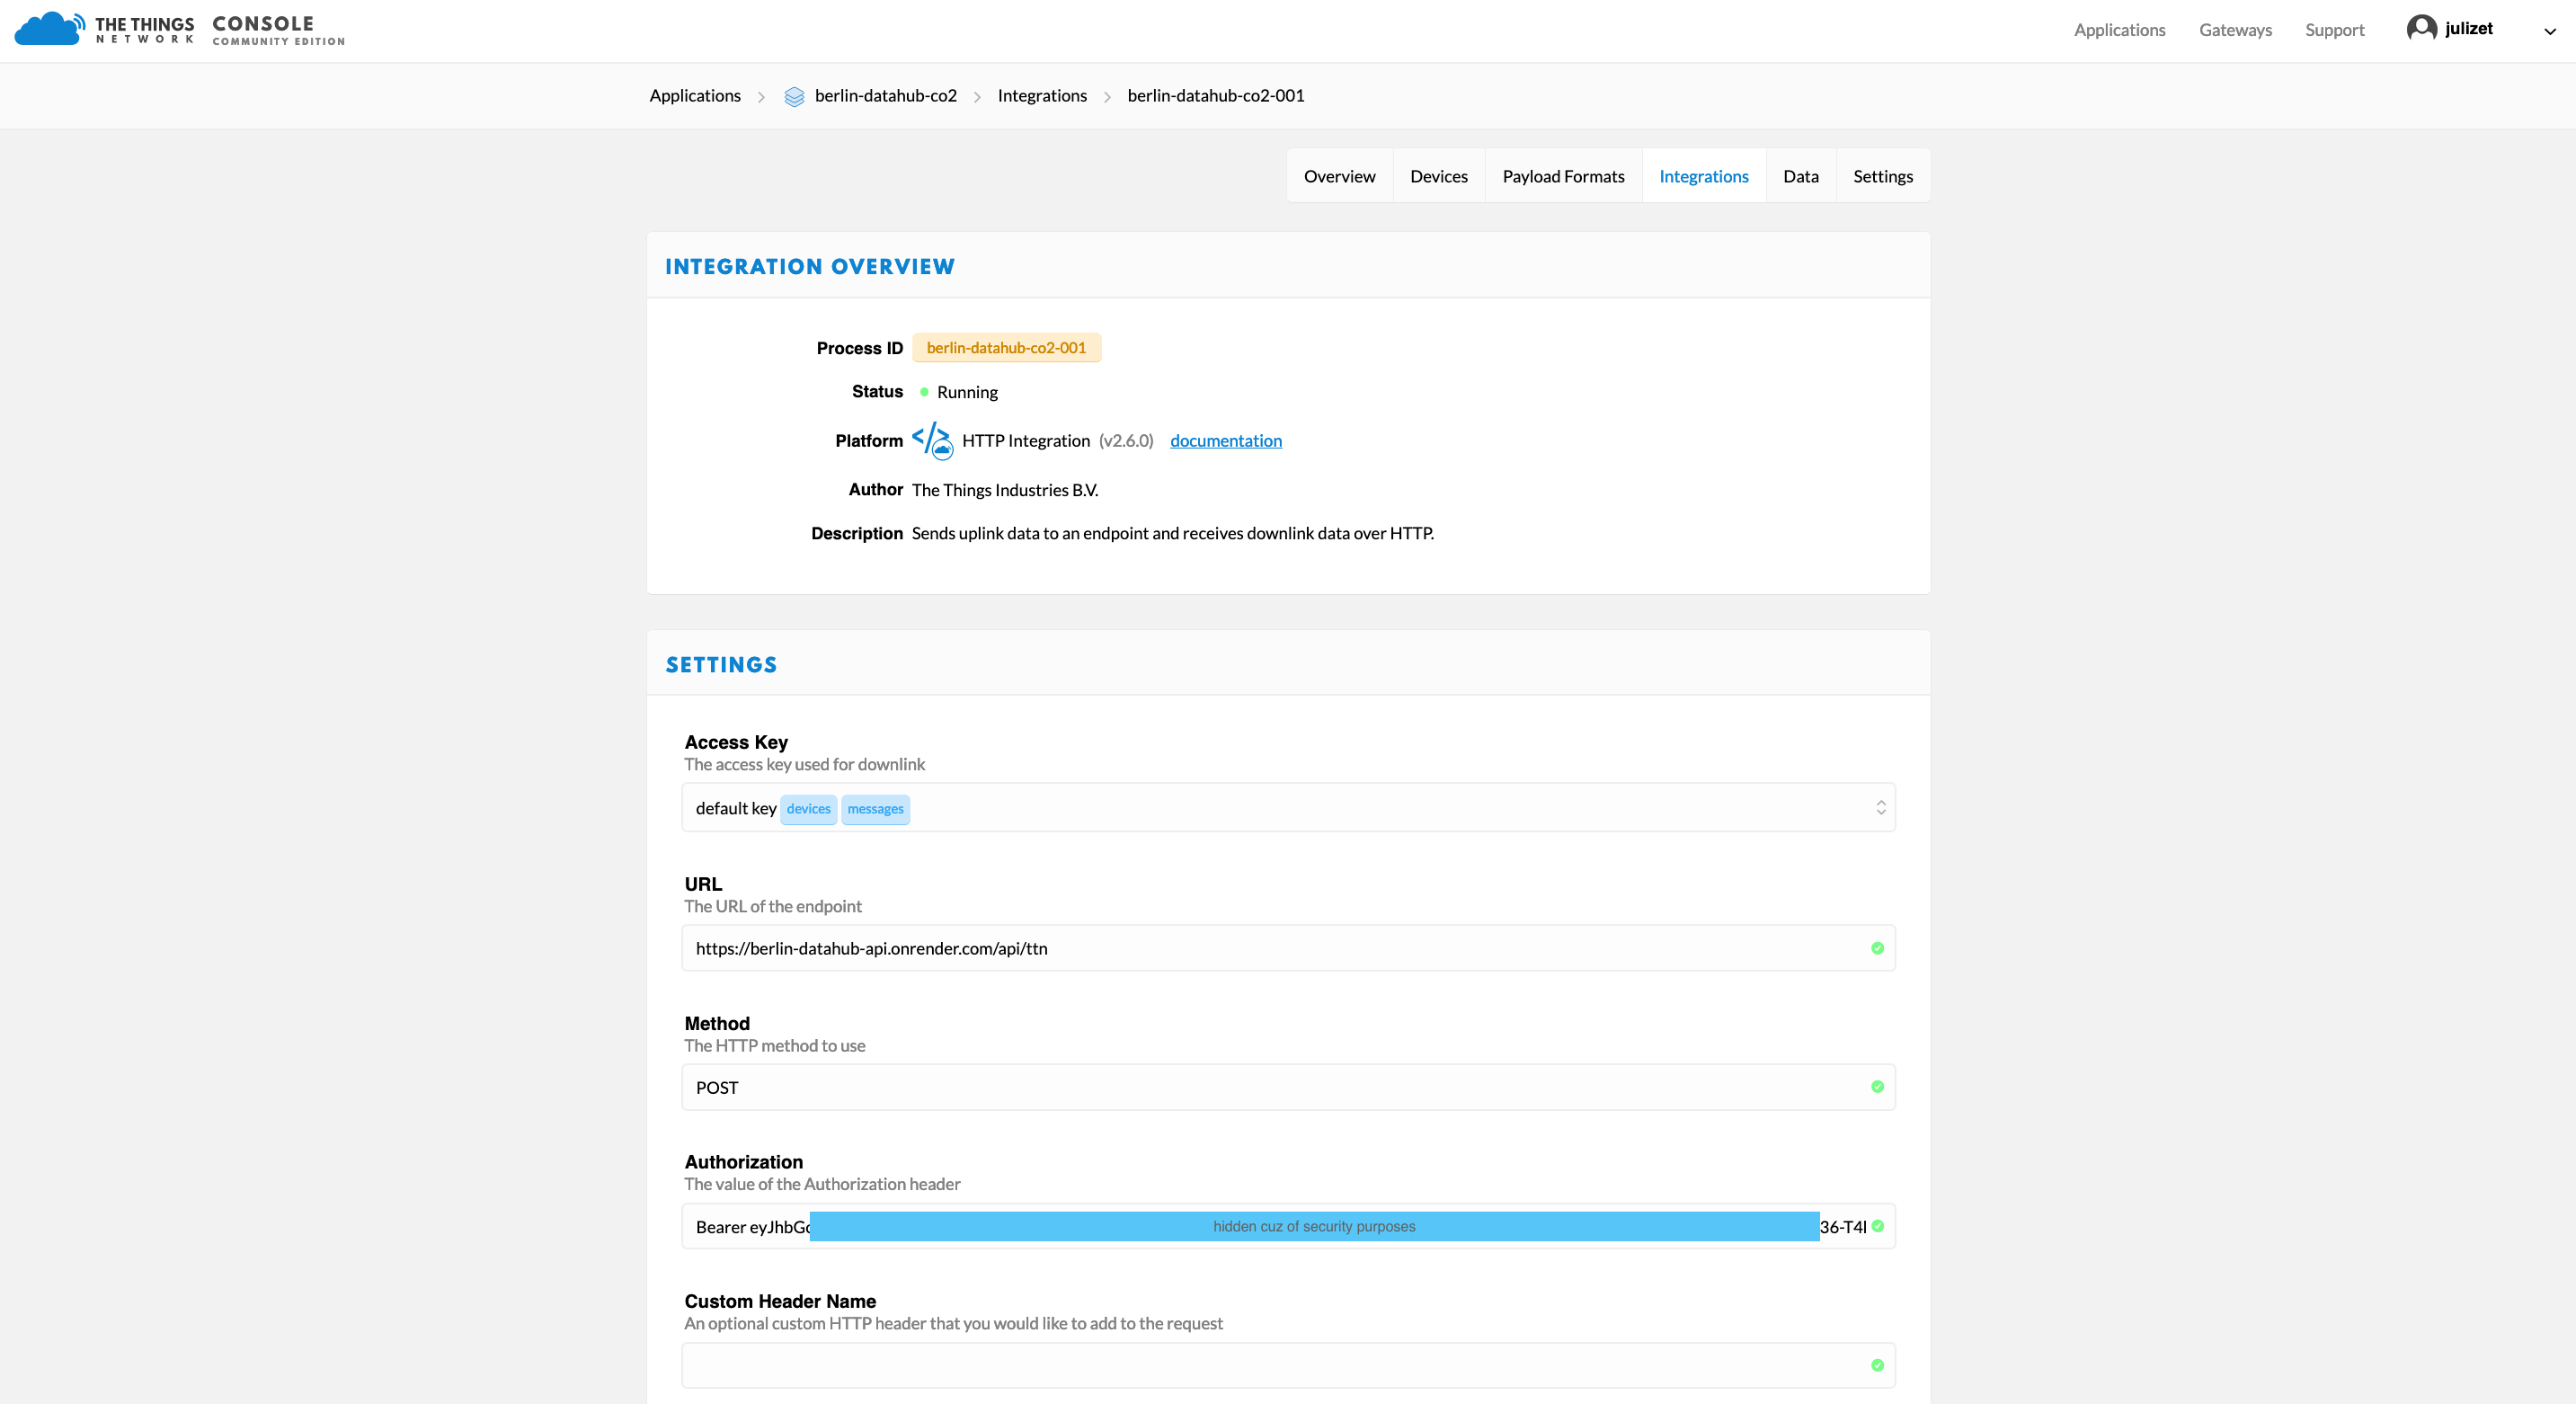 THE THINGS NETWORK CONSOLE COMMUNITY EDITION
Applications Gateways Support julizet
Applications berlin-datahub-co2 Integrations berlin-datahub-co2-001
Overview Devices Payload Formats Integrations Data Settings
INTEGRATION OVERVIEW
Process ID berlin-datahub-co2-001
Status Running
Platform HTTP Integration (v2.6.0) documentation
Author The Things Industries B.V.
Description Sends uplink data to an endpoint and receives downlink data over HTTP.
SETTINGS
Access Key
The access key used for downlink
default key devices messages
URL
The URL of the endpoint
https://berlin-datahub-api.onrender.com/api/ttn
Method
The HTTP method to use
POST
Authorization
The value of the Authorization header
Bearer eyJhbGc hidden cuz of security purposes 36-T4l
Custom Header Name
An optional custom HTTP header that you would like to add to the request